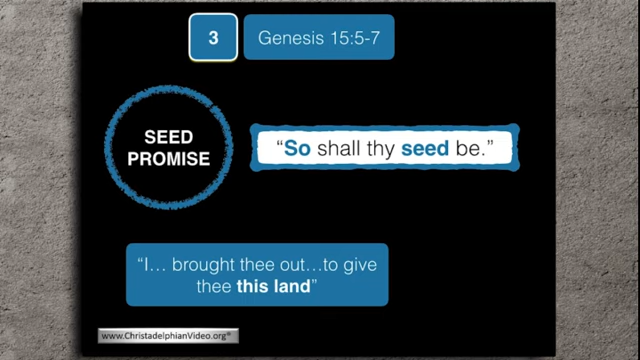 3
Genesis 15:5-7
SEED
PROMISE
“So shall thy seed be.”
“I… brought thee out…to give
thee this land”
www.ChristadelphianVideo.org®